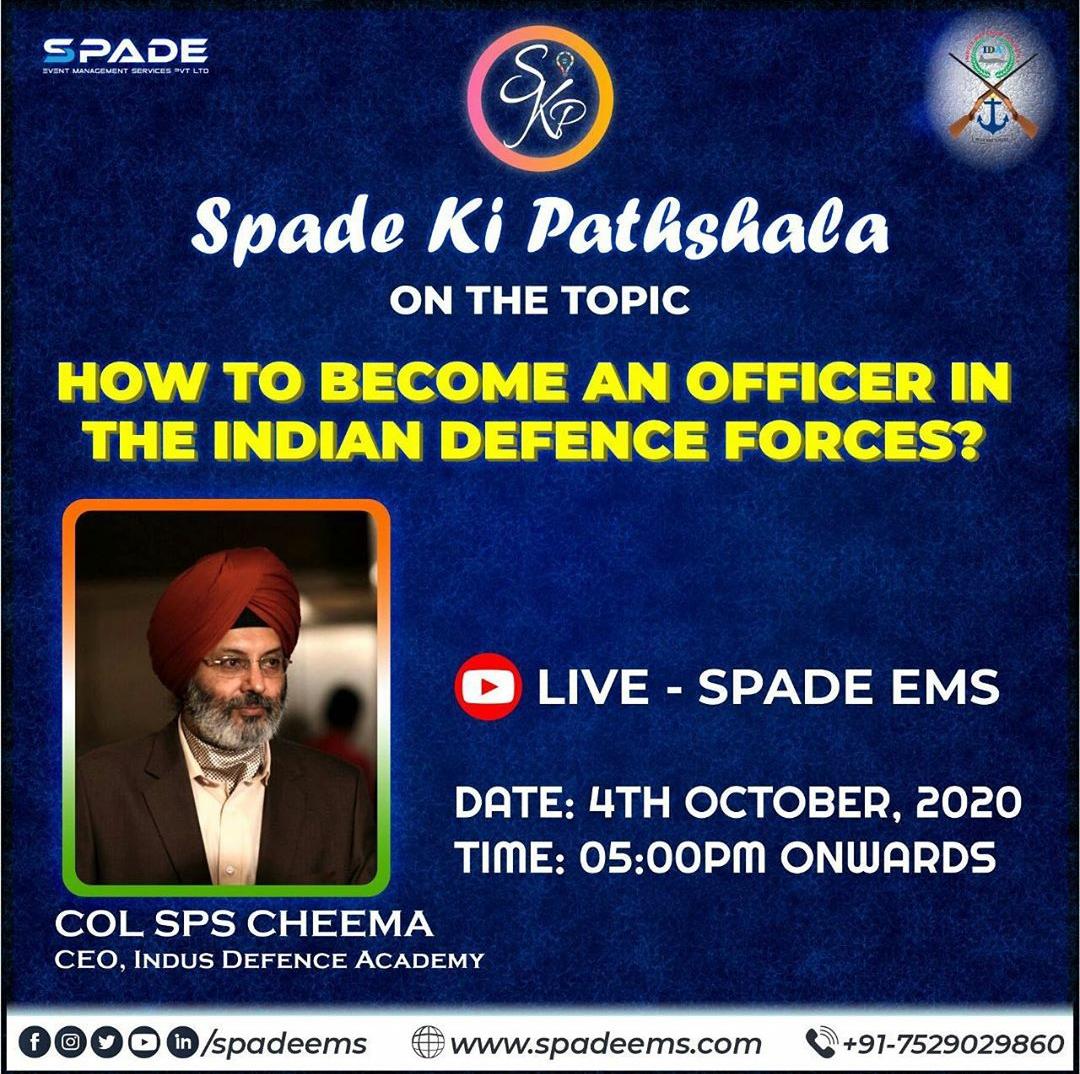 SPADE
EVENT MANAGEMENT SERVICES PVT LTD
SKP
IDA
Spade Ki Pathshala
ON THE TOPIC
HOW TO BECOME AN OFFICER IN
THE INDIAN DEFENCE FORCES?
LIVE - SPADE EMS
DATE: 4TH OCTOBER, 2020
TIME: 05:00PM ONWARDS
COL SPS CHEEMA
CEO, INDUS DEFENCE ACADEMY
/spadeems
www.spadeems.com
+91-7529029860